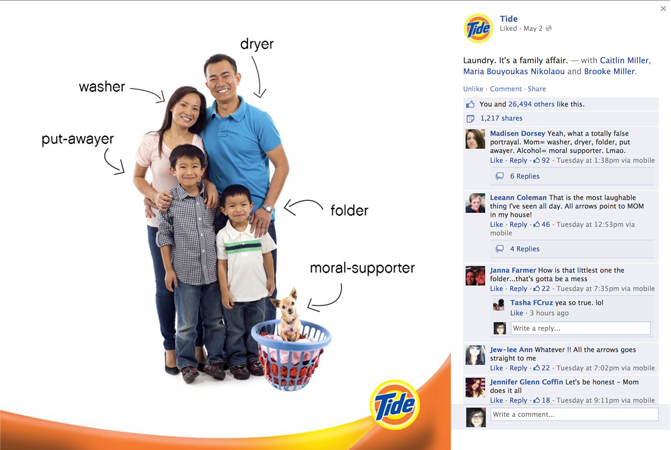 dryer
washer
put-awayer
folder
moral-supporter
Tide
Tide
Tide
Liked · May 2
Laundry. It's a family affair. — with Caitlin Miller,
Maria Bouyoukas Nikolaou and Brooke Miller.
Unlike · Comment · Share
You and 26,494 others like this.
1,217 shares
Madisen Dorsey Yeah, what a totally false
portrayal. Mom= washer, dryer, folder, put
awayer. Alcohol= moral supporter. Lmao.
Like · Reply · 92 · Tuesday at 1:38pm via mobile
6 Replies
Leeann Coleman That is the most laughable
thing I've seen all day. All arrows point to MOM
in my house!
Like · Reply · 46 · Tuesday at 12:53pm via
mobile
4 Replies
Janna Farmer How is that littlest one the
folder...that's gotta be a mess
Like · Reply · 22 · Tuesday at 7:35pm via mobile
Tasha FCruz yea so true. lol
Like · 3 hours ago
Write a reply...
Jew-lee Ann Whatever !! All the arrows goes
straight to me
Like · Reply · 22 · Tuesday at 7:02pm via mobile
Jennifer Glenn Coffin Let's be honest - Mom
does it all
Like · Reply · 18 · Tuesday at 9:11pm via mobile
Write a comment...